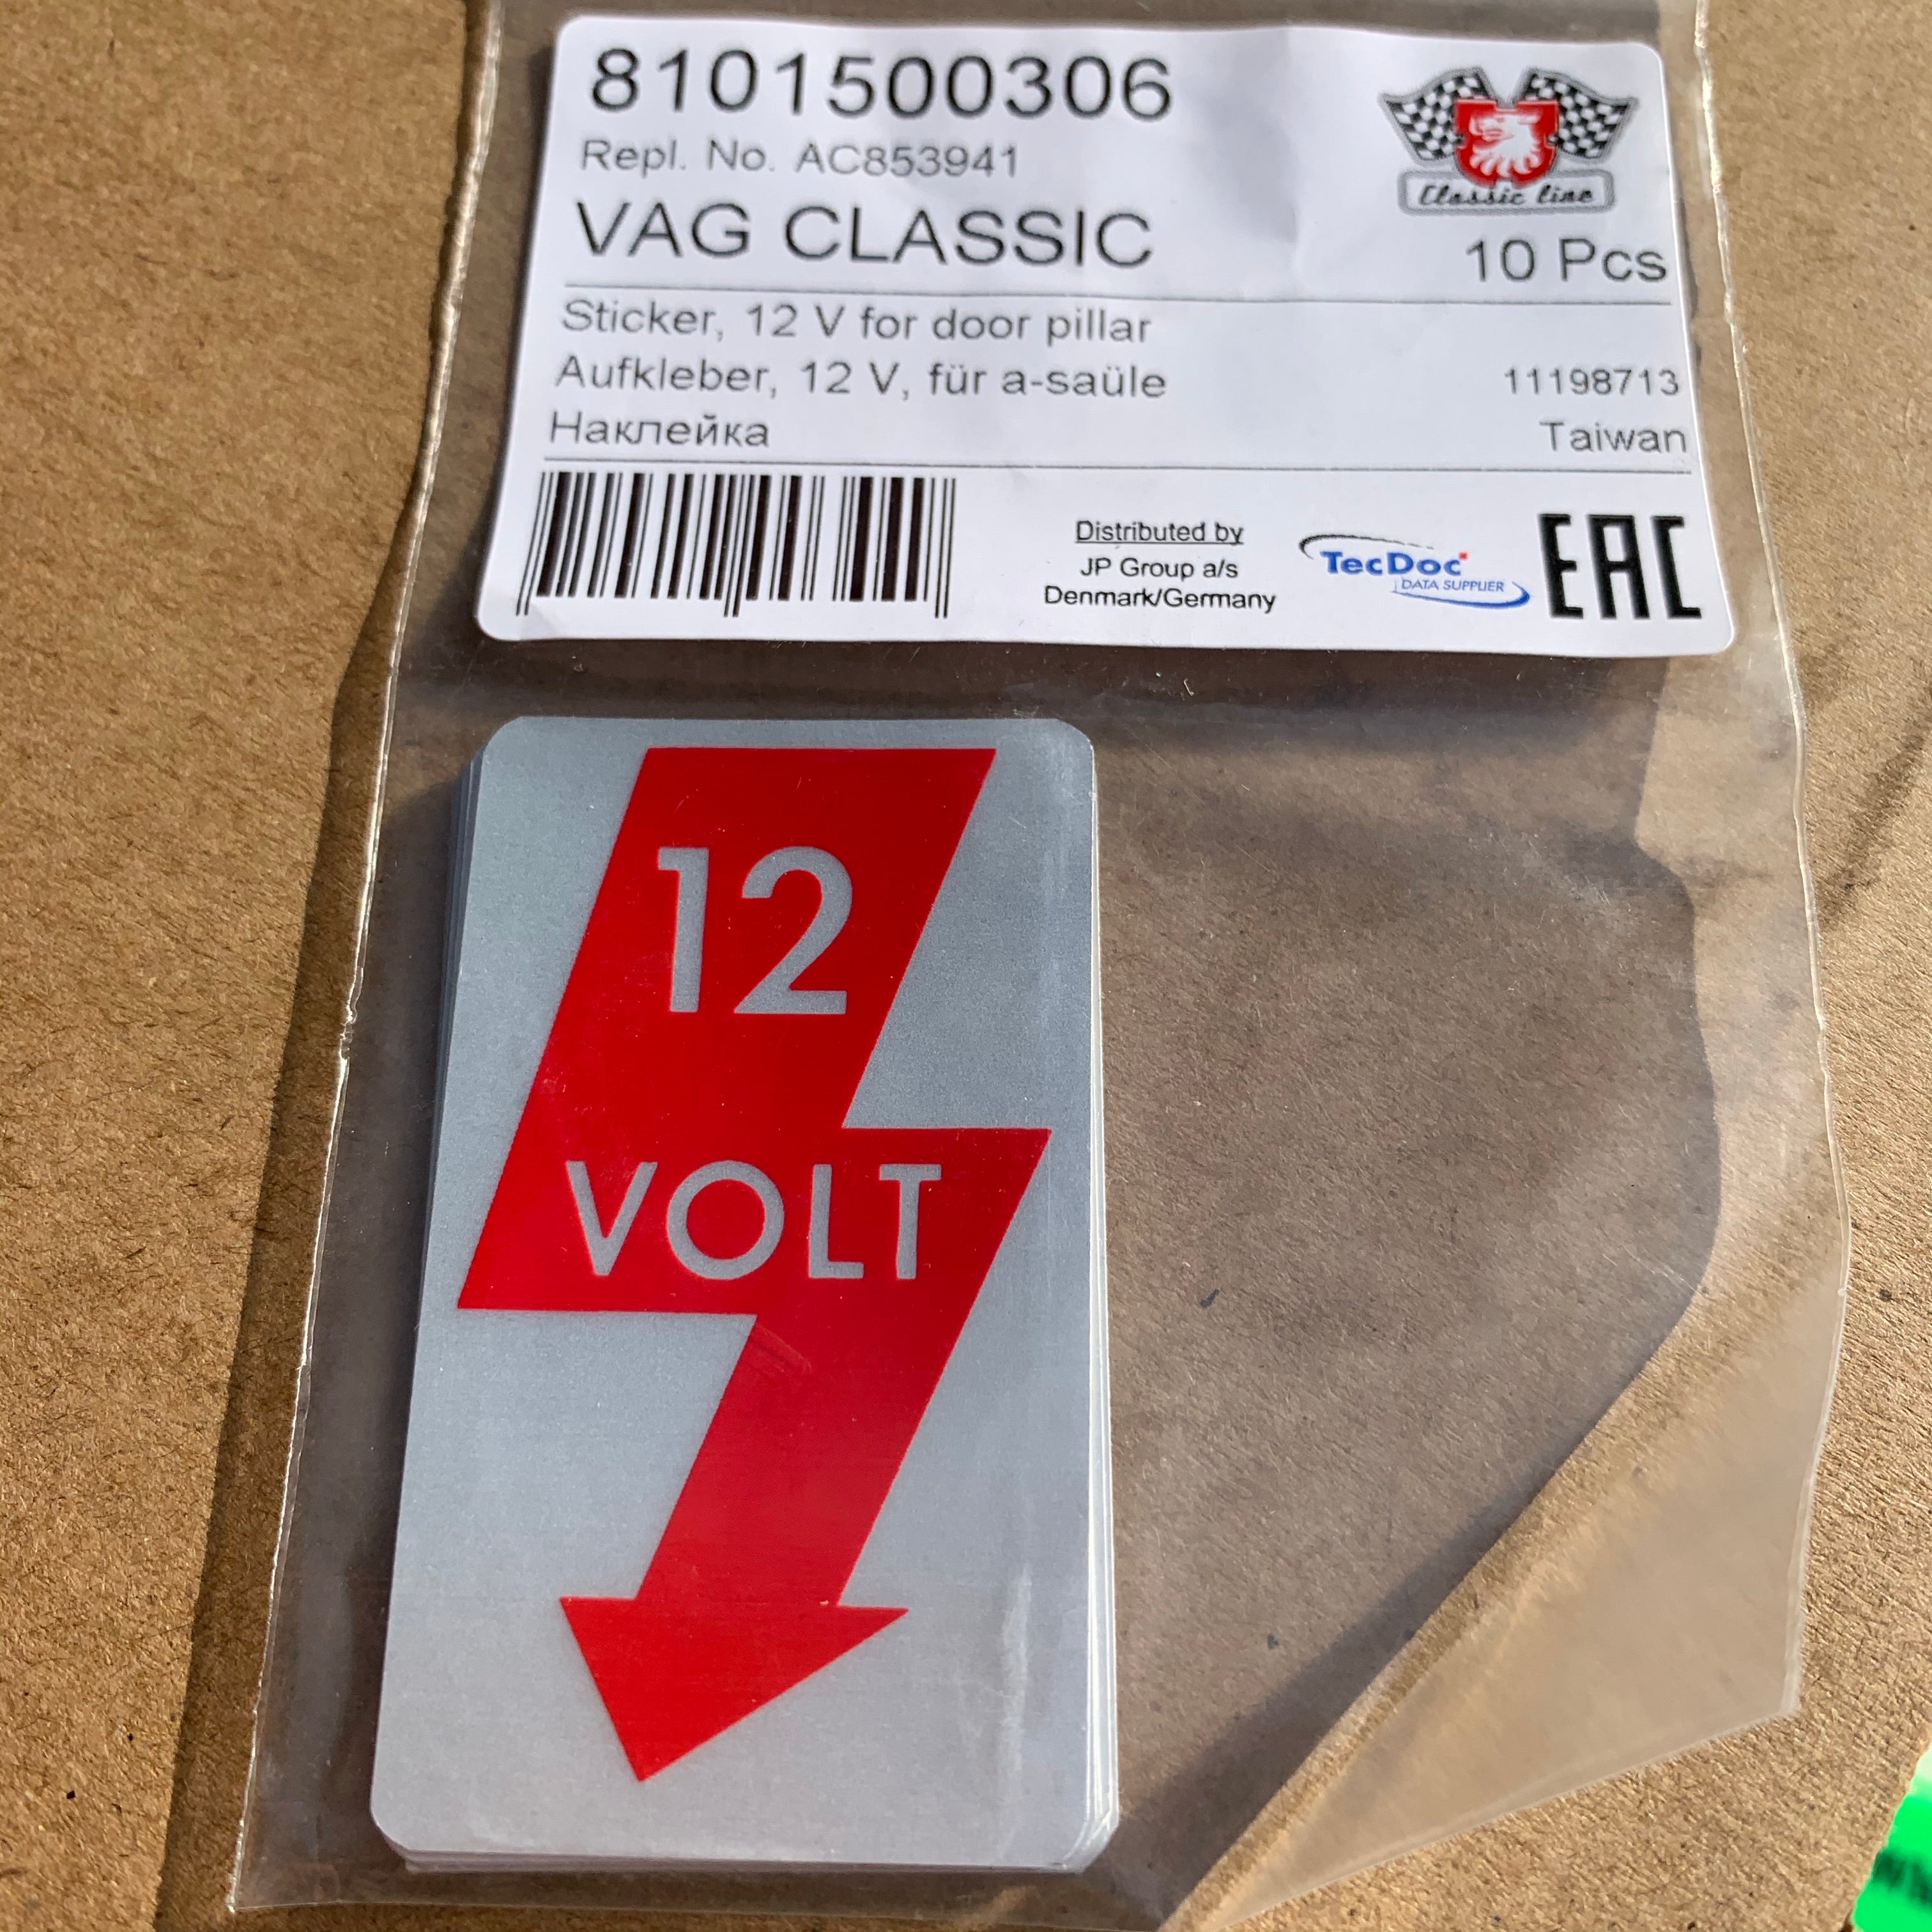 8101500306
Repl. No. AC853941
Classic line
VAG CLASSIC
10 Pcs
Sticker, 12 V for door pillar
Aufkleber, 12 V, für a-saüle
11198713
Наклейка
Taiwan
Distributed by
JP Group a/s
Denmark/Germany
TecDoc
DATA SUPPLIER
EAC
12
VOLT